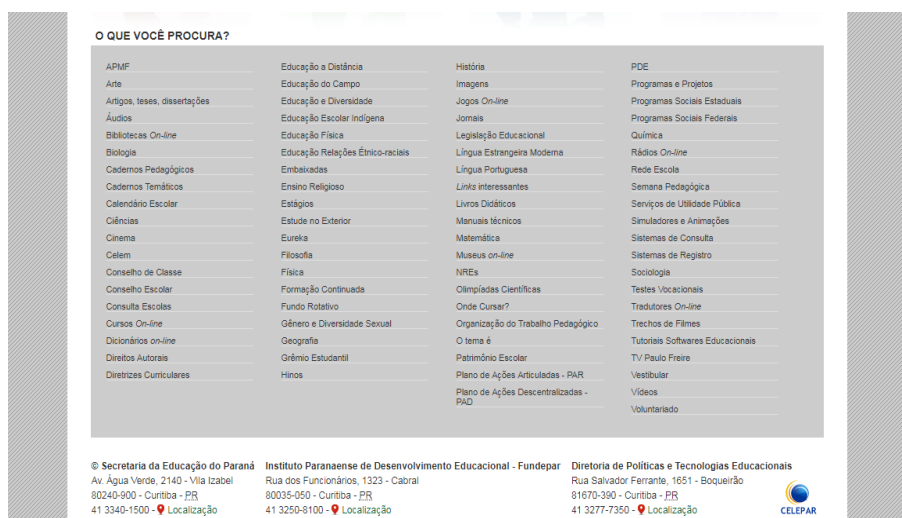 O QUE VOCÊ PROCURA?
APMF
Arte
Artigos, teses, dissertações
Áudios
Bibliotecas On-line
Biologia
Cadernos Pedagógicos
Cadernos Temáticos
Calendário Escolar
Ciências
Cinema
Celem
Conselho de Classe
Conselho Escolar
Consulta Escolas
Cursos On-line
Dicionários on-line
Direitos Autorais
Diretrizes Curriculares
Educação a Distância
Educação do Campo
Educação e Diversidade
Educação Escolar Indígena
Educação Física
Educação Relações Étnico-raciais
Embaixadas
Ensino Religioso
Estágios
Estude no Exterior
Eureka
Filosofia
Física
Formação Continuada
Fundo Rotativo
Gênero e Diversidade Sexual
Geografia
Grêmio Estudantil
Hinos
História
Imagens
Jogos On-line
Jornais
Legislação Educacional
Língua Estrangeira Moderna
Língua Portuguesa
Links interessantes
Livros Didáticos
Manuais técnicos
Matemática
Museus on-line
NREs
Olimpíadas Científicas
Onde Cursar?
Organização do Trabalho Pedagógico
O tema é
Patrimônio Escolar
Plano de Ações Articuladas - PAR
Plano de Ações Descentralizadas -
PAD
PDE
Programas e Projetos
Programas Sociais Estaduais
Programas Sociais Federais
Química
Rádios On-line
Rede Escola
Semana Pedagógica
Serviços de Utilidade Pública
Simuladores e Animações
Sistemas de Consulta
Sistemas de Registro
Sociologia
Testes Vocacionais
Tradutores On-line
Trechos de Filmes
Tutoriais Softwares Educacionais
TV Paulo Freire
Vestibular
Vídeos
Voluntariado
© Secretaria da Educação do Paraná
Av. Água Verde, 2140 - Vila Izabel
80240-900 - Curitiba - PR
41 3340-1500 - Localização
Instituto Paranaense de Desenvolvimento Educacional - Fundepar
Rua dos Funcionários, 1323 - Cabral
80035-050 - Curitiba - PR
41 3250-8100 - Localização
Diretoria de Políticas e Tecnologias Educacionais
Rua Salvador Ferrante, 1651 - Boqueirão
81670-390 - Curitiba - PR
41 3277-7350 - Localização
CELEPAR